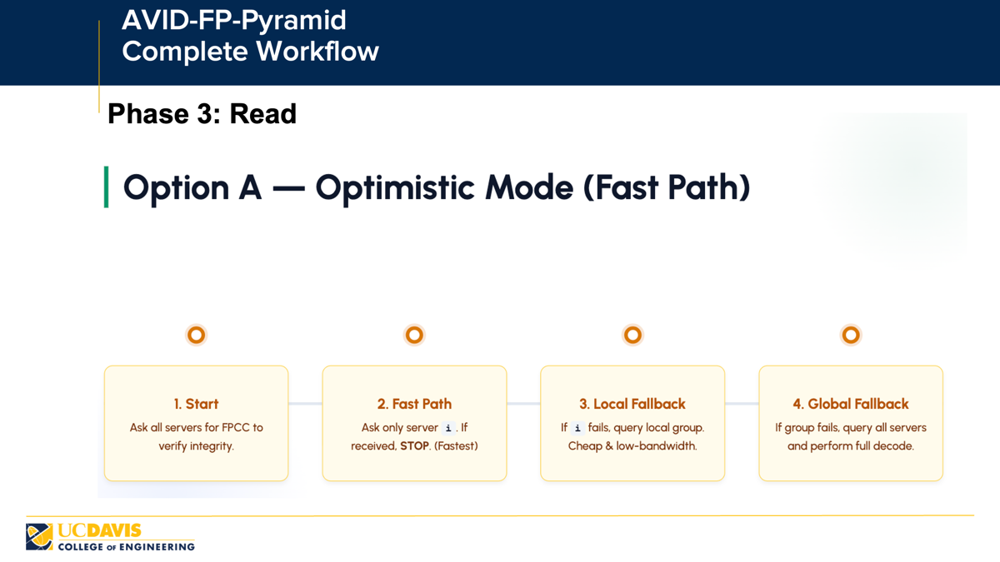 AVID-FP-Pyramid
Complete Workflow
Phase 3: Read
Option A — Optimistic Mode (Fast Path)
1. Start
Ask all servers for FPCC to
verify integrity.
2. Fast Path
Ask only server i . If
received, STOP. (Fastest)
3. Local Fallback
If i fails, query local group.
Cheap & low-bandwidth.
4. Global Fallback
If group fails, query all servers
and perform full decode.
UCDAVIS
COLLEGE OF ENGINEERING